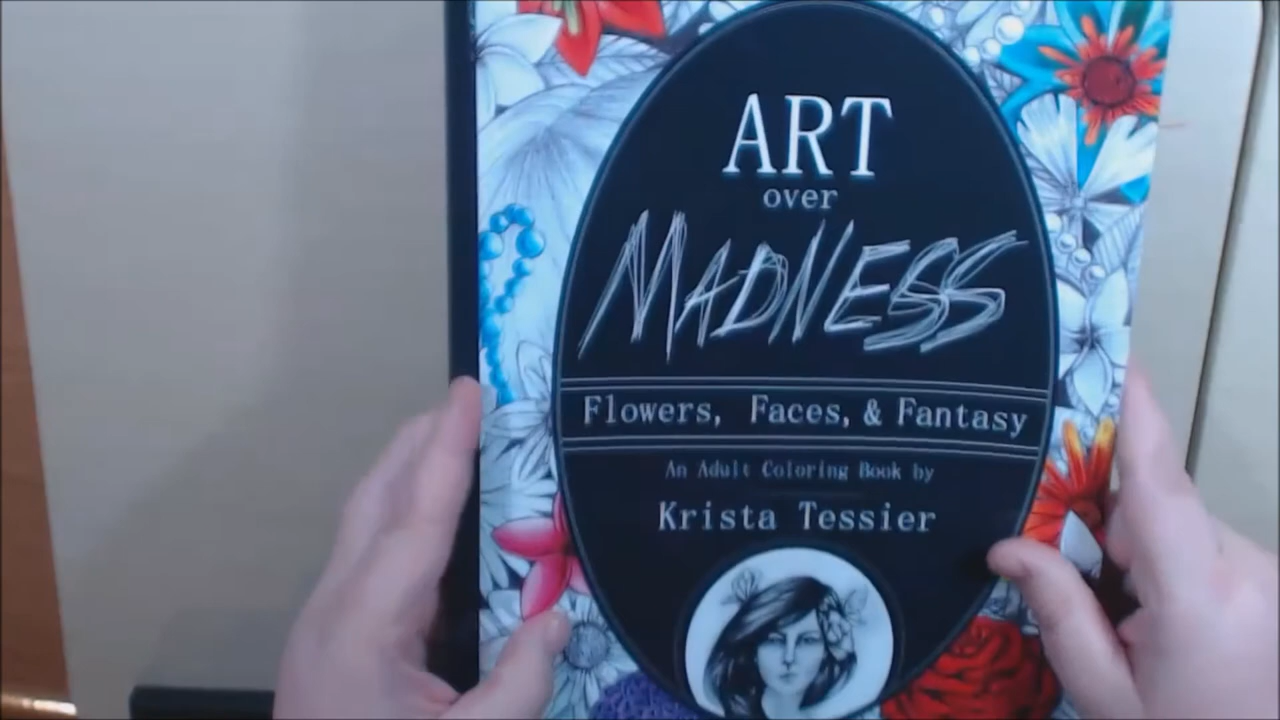 ART
over
MADNESS
Flowers, Faces, & Fantasy
An Adult Coloring Book by
Krista Tessier